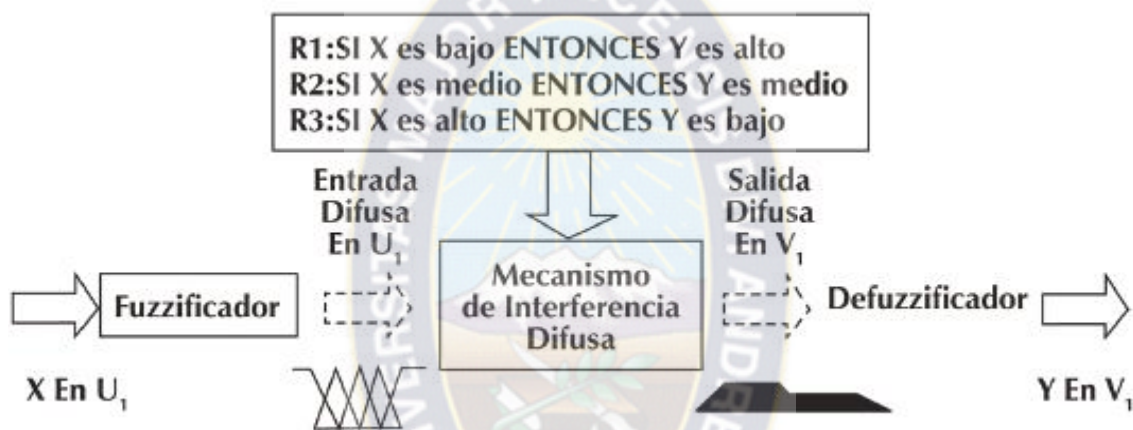 R1:SI X es bajo ENTONCES Y es alto
R2:SI X es medio ENTONCES Y es medio
R3:SI X es alto ENTONCES Y es bajo
Entrada
Difusa
En U₁
Salida
Difusa
En V₁
Fuzzificador
Mecanismo
de Interferencia
Difusa
Defuzzificador
X En U₁
Y En V₁